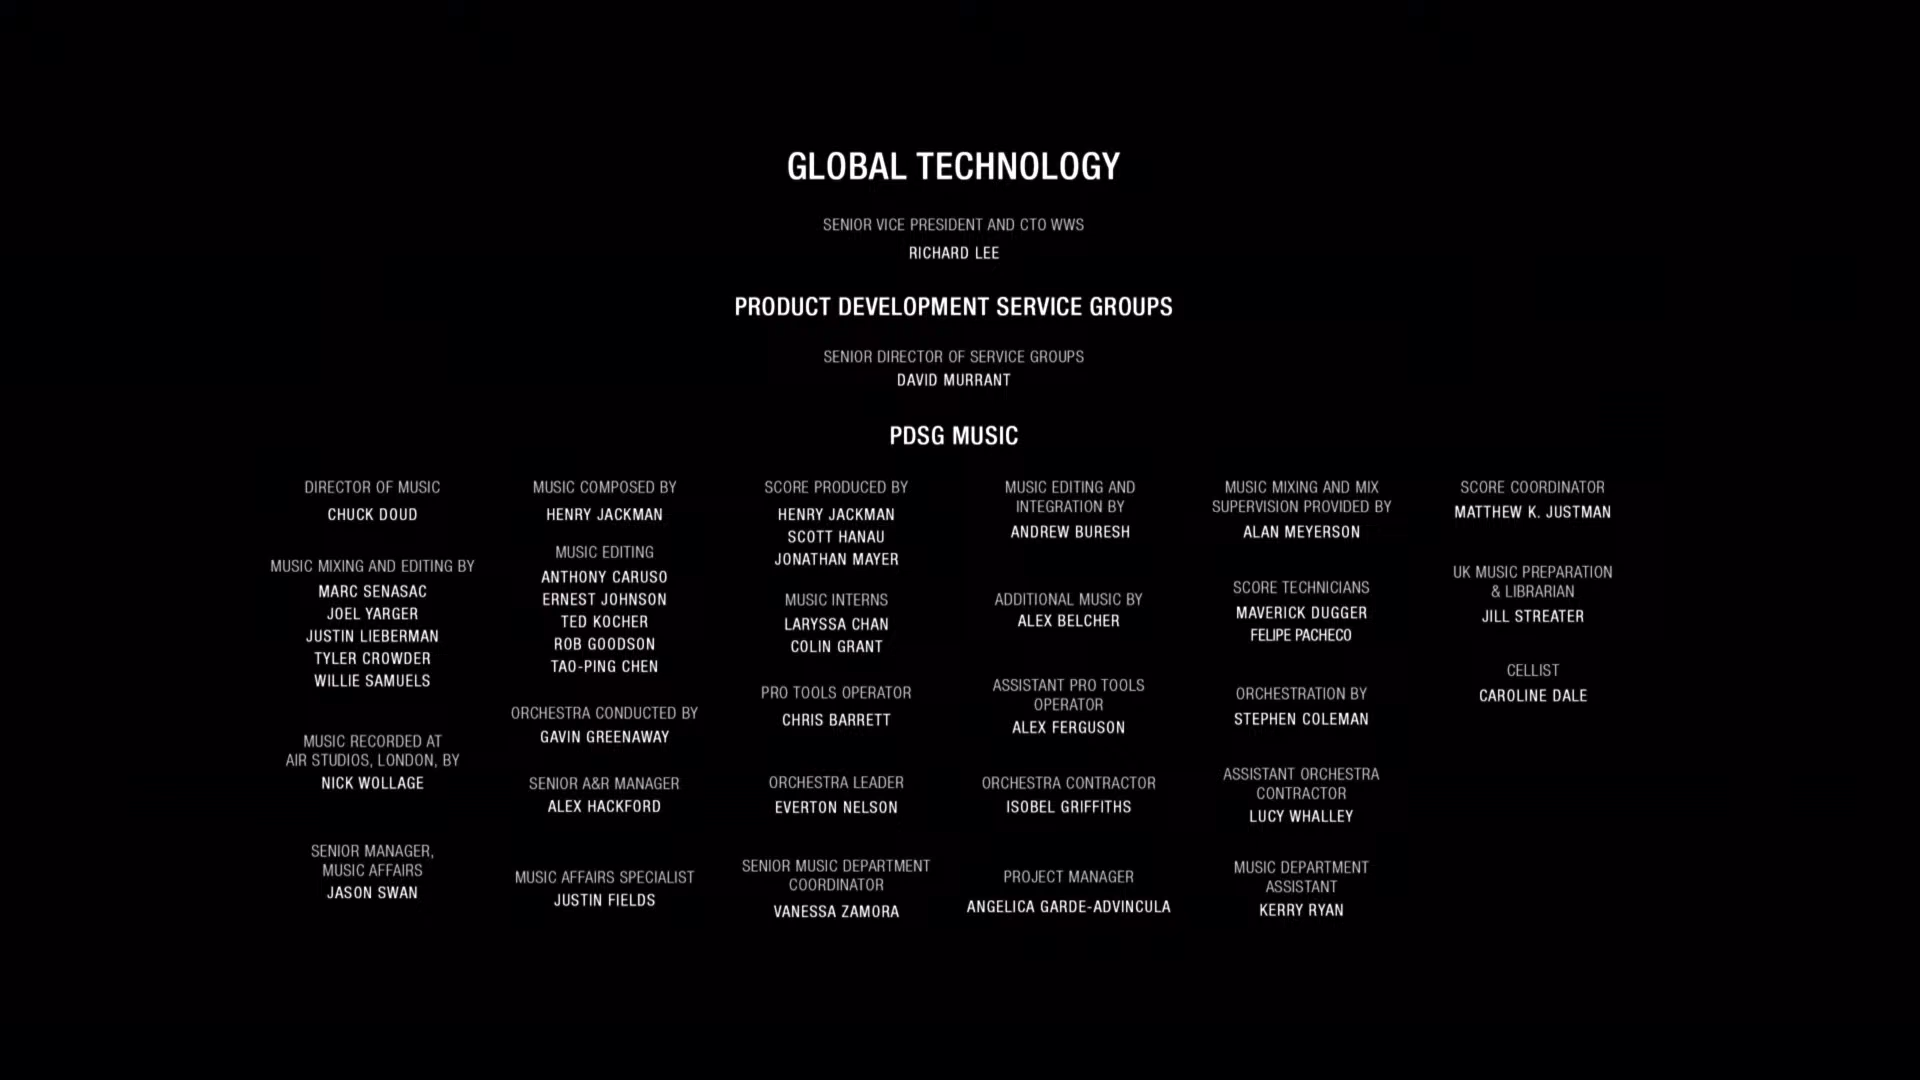 GLOBAL TECHNOLOGY
SENIOR VICE PRESIDENT AND CTO WWS
RICHARD LEE
PRODUCT DEVELOPMENT SERVICE GROUPS
SENIOR DIRECTOR OF SERVICE GROUPS
DAVID MURRANT
PDSG MUSIC
DIRECTOR OF MUSIC
CHUCK DOUD
MUSIC MIXING AND EDITING BY
MARC SENASAC
JOEL YARGER
JUSTIN LIEBERMAN
TYLER CROWDER
WILLIE SAMUELS
MUSIC RECORDED AT
AIR STUDIOS, LONDON, BY
NICK WOLLAGE
SENIOR MANAGER,
MUSIC AFFAIRS
JASON SWAN
MUSIC COMPOSED BY
HENRY JACKMAN
MUSIC EDITING
ANTHONY CARUSO
ERNEST JOHNSON
TED KOCHER
ROB GOODSON
TAO-PING CHEN
ORCHESTRA CONDUCTED BY
GAVIN GREENAWAY
SENIOR A&R MANAGER
ALEX HACKFORD
MUSIC AFFAIRS SPECIALIST
JUSTIN FIELDS
SCORE PRODUCED BY
HENRY JACKMAN
SCOTT HANAU
JONATHAN MAYER
MUSIC INTERNS
LARYSSA CHAN
COLIN GRANT
PRO TOOLS OPERATOR
CHRIS BARRETT
ORCHESTRA LEADER
EVERTON NELSON
SENIOR MUSIC DEPARTMENT
COORDINATOR
VANESSA ZAMORA
MUSIC EDITING AND
INTEGRATION BY
ANDREW BURESH
ADDITIONAL MUSIC BY
ALEX BELCHER
ASSISTANT PRO TOOLS
OPERATOR
ALEX FERGUSON
ORCHESTRA CONTRACTOR
ISOBEL GRIFFITHS
PROJECT MANAGER
ANGELICA GARDE-ADVINCULA
MUSIC MIXING AND MIX
SUPERVISION PROVIDED BY
ALAN MEYERSON
SCORE TECHNICIANS
MAVERICK DUGGER
FELIPE PACHECO
ORCHESTRATION BY
STEPHEN COLEMAN
ASSISTANT ORCHESTRA
CONTRACTOR
LUCY WHALLEY
MUSIC DEPARTMENT
ASSISTANT
KERRY RYAN
SCORE COORDINATOR
MATTHEW K. JUSTMAN
UK MUSIC PREPARATION
& LIBRARIAN
JILL STREATER
CELLIST
CAROLINE DALE